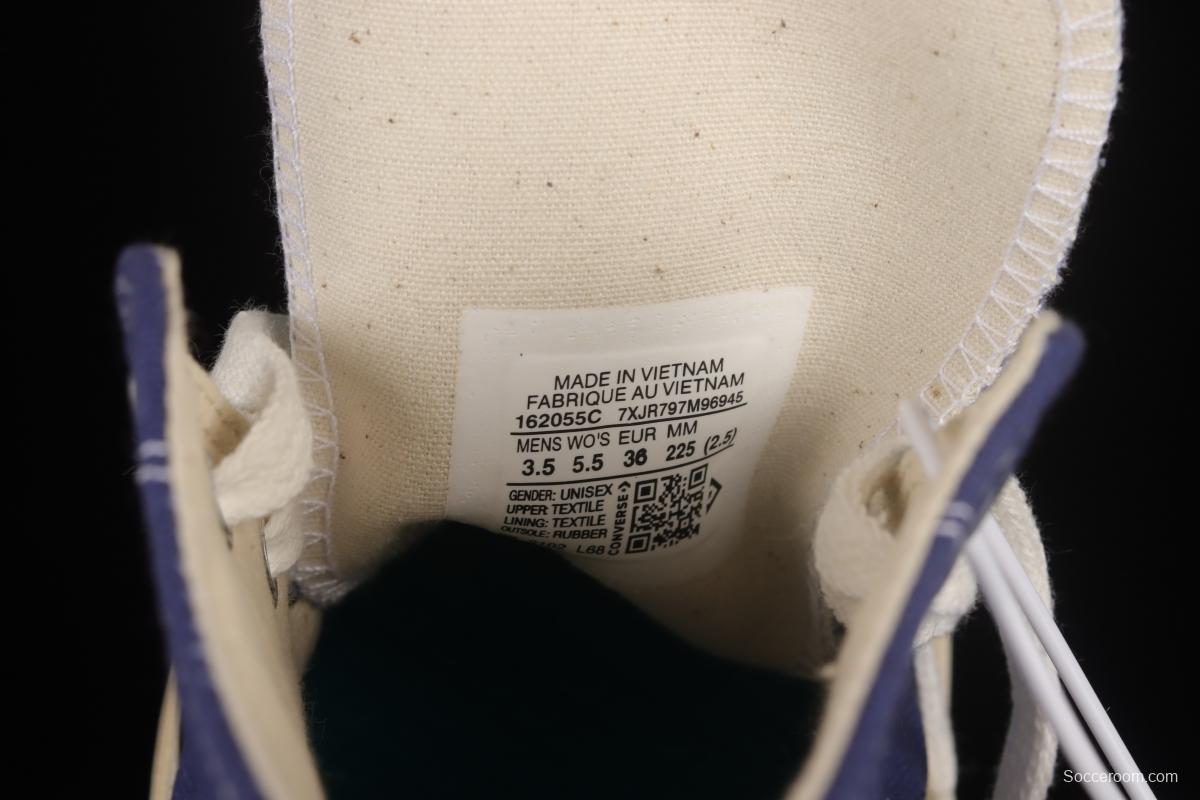 MADE IN VIETNAM
FABRIQUE AU VIETNAM
162055C 7XJR797M96945
MENS WO'S EUR MM
3.5 5.5 36 225 (2.5)
GENDER: UNISEX
UPPER: TEXTILE
LINING: TEXTILE
OUTSOLE: RUBBER
L68
CONVERSE
Socceroom.com